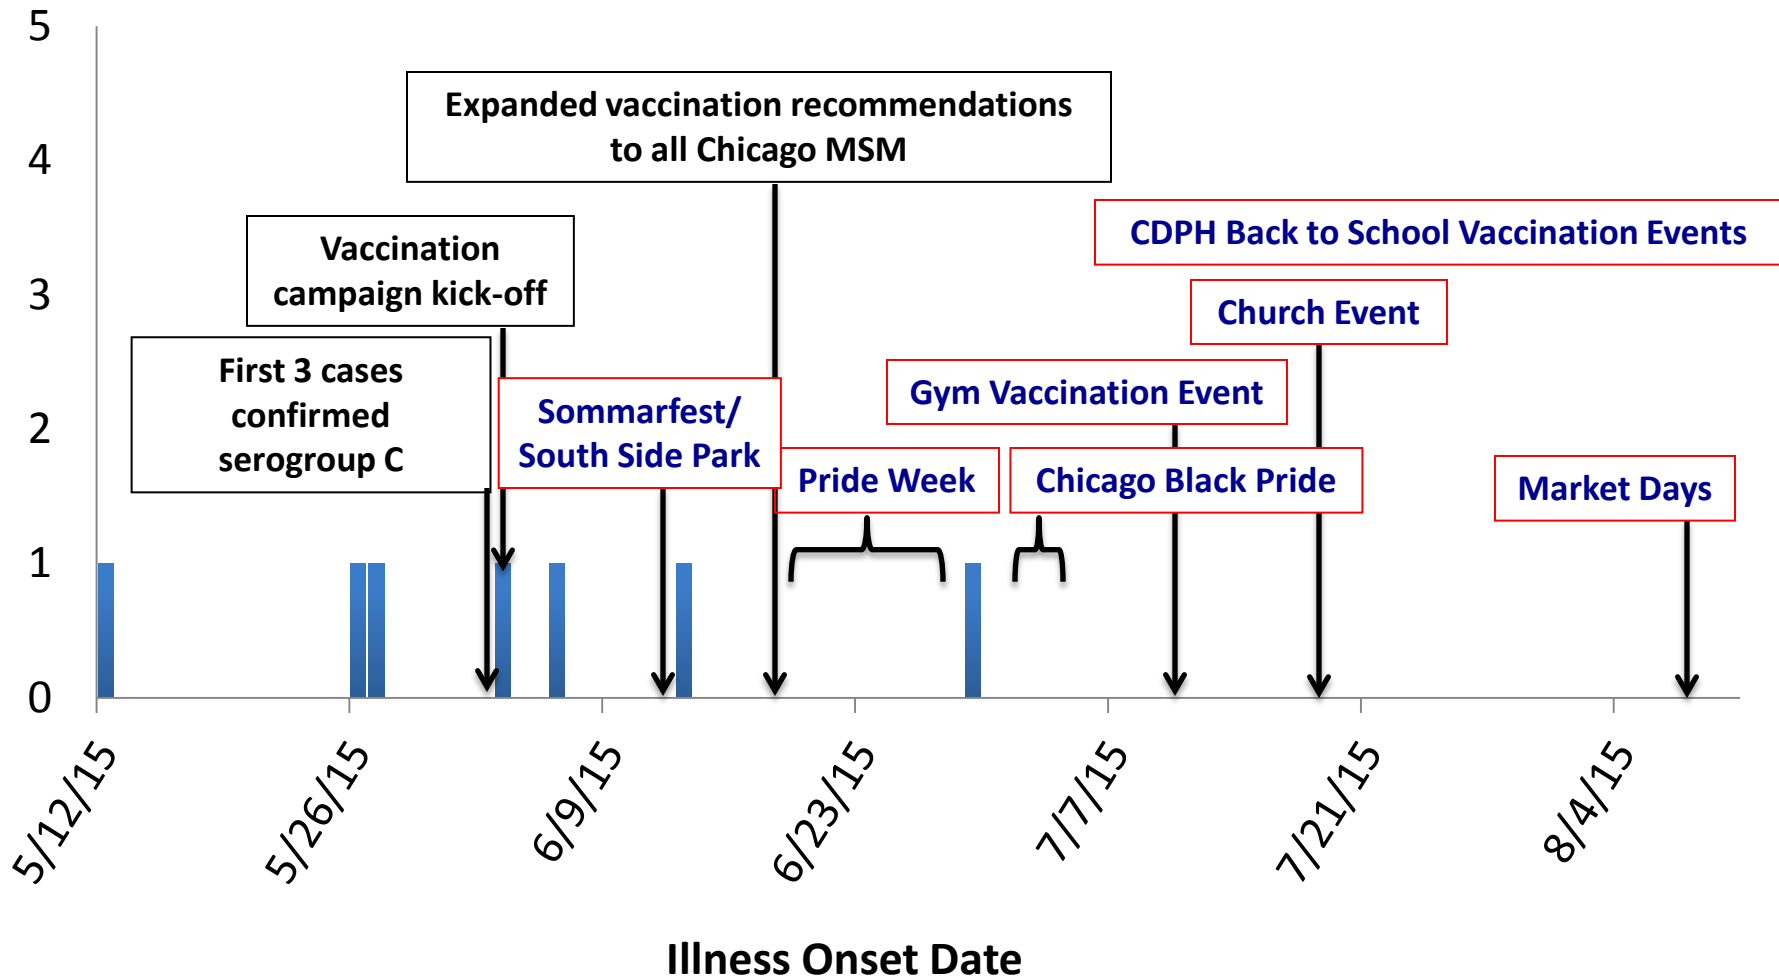 5
4
3
2
1
0
Expanded vaccination recommendations
to all Chicago MSM
Vaccination
campaign kick-off
First 3 cases
confirmed
serogroup C
Sommarfest/
South Side Park
Pride Week
Gym Vaccination Event
Chicago Black Pride
CDPH Back to School Vaccination Events
Church Event
Market Days
5/12/15
5/26/15
6/9/15
6/23/15
7/7/15
7/21/15
8/4/15
Illness Onset Date